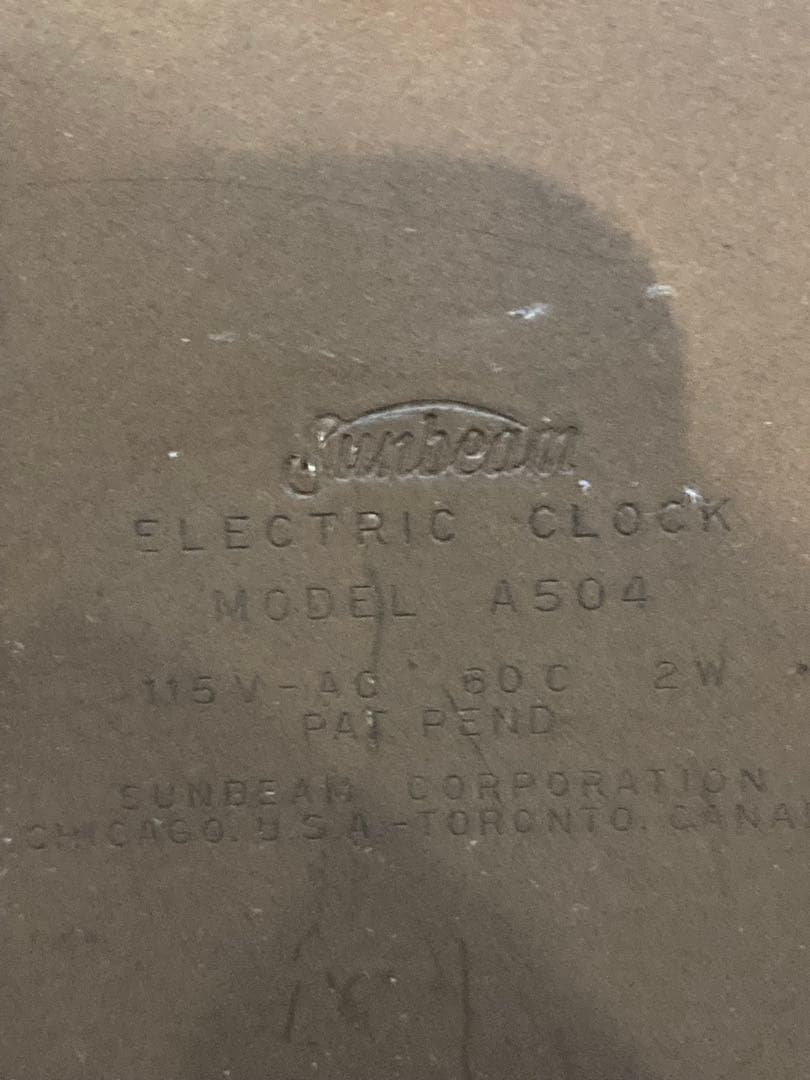 Sunbeam
ELECTRIC CLOCK
MODEL A504
115V-AC 60C 2W
PAT. PEND
SUNBEAM CORPORATION
CHICAGO. U.S.A.-TORONTO. CANA